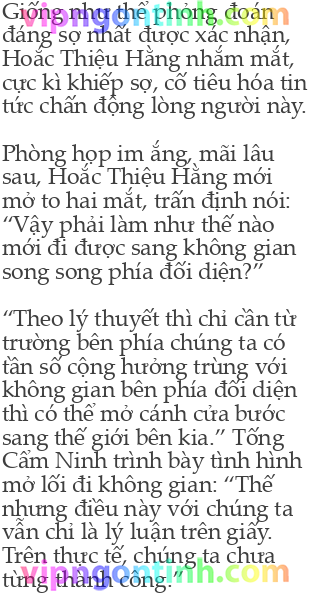 Giống như thể phỏng đoán
đáng sợ nhất được xác nhận,
Hoắc Thiệu Hằng nhắm mắt,
cực kì khiếp sợ, cố tiêu hóa tin
tức chấn động lòng người này.
Phòng họp im ắng, mãi lâu
sau, Hoắc Thiệu Hằng mới
mở to hai mắt, trấn định nói:
“Vậy phải làm như thế nào
mới đi được sang không gian
song song phía đối diện?”
“Theo lý thuyết thì chỉ cần từ
trường bên phía chúng ta có
tần số cộng hưởng trùng với
không gian bên phía đối diện
thì có thể mở cánh cửa bước
sang thế giới bên kia.” Tống
Cẩm Ninh trình bày tình hình
mở lối đi không gian: “Thế
nhưng điều này với chúng ta
vẫn chỉ là lý luận trên giấy.
Trên thực tế, chúng ta chưa
từng thành công.”
vipngontinh.com
vipngontinh.com